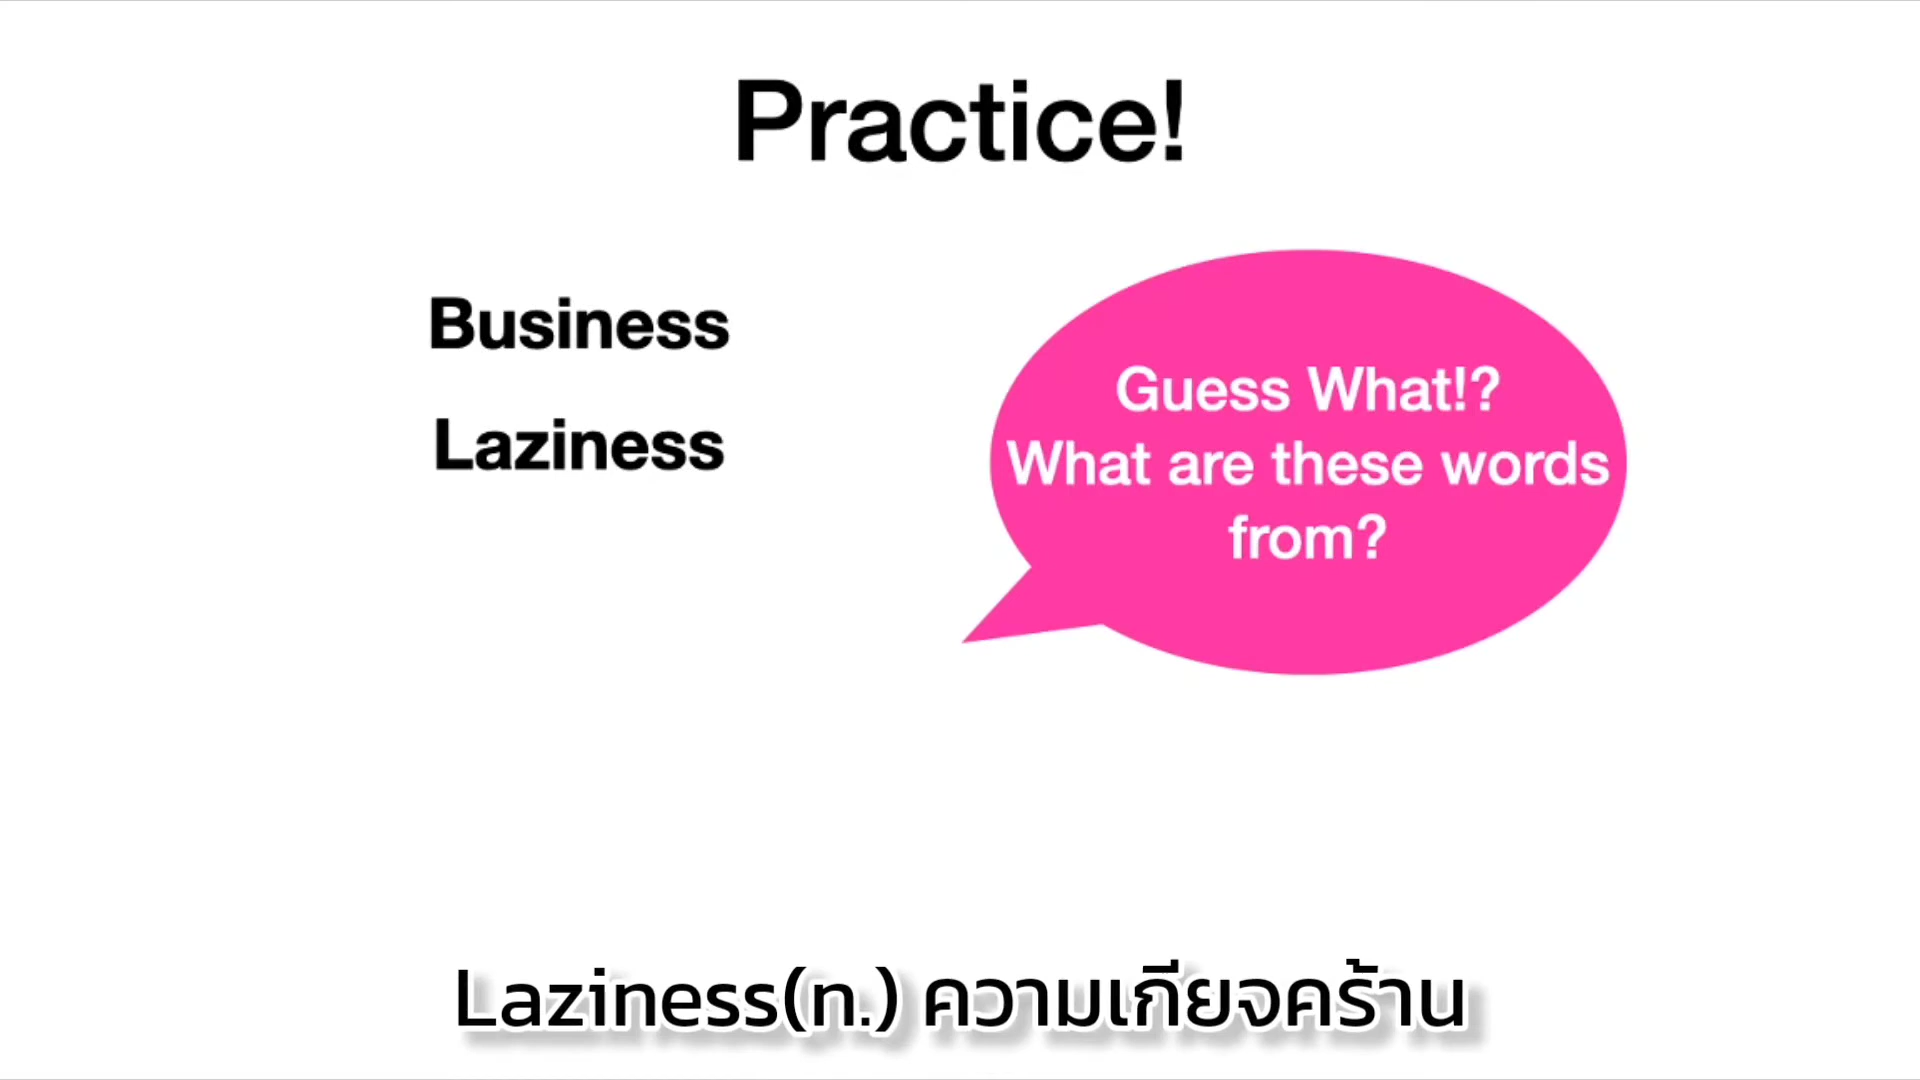 Practice!
Business
Laziness
Guess What!?
What are these words
from?
Laziness(n.) ความเกียจคร้าน